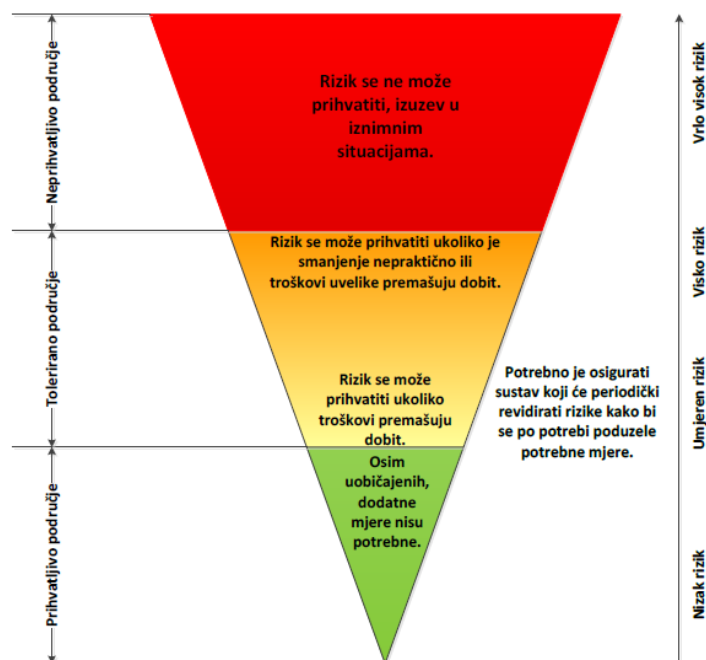 Neprihvatljivo područje
Rizik se ne može
prihvatiti, izuzev u
iznimnim
situacijama.
Vrlo visok rizik
Tolerirano područje
Rizik se može prihvatiti ukoliko je
smanjenje nepraktično ili
troškovi uvelike premašuju dobit.
Visko rizik
Rizik se može
prihvatiti ukoliko
troškovi premašuju
dobit.
Potrebno je osigurati
sustav koji će periodički
revidirati rizike kako bi
se po potrebi poduzele
potrebne mjere.
Umjeren rizik
Prihvatljivo područje
Osim
uobičajenih,
dodatne
mjere nisu
potrebne.
Nizak rizik